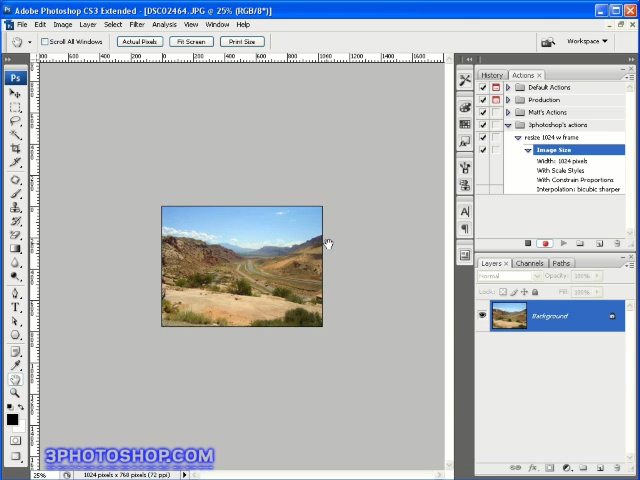 Adobe Photoshop CS3 Extended - [DSC02464.JPG @ 25% (RGB/8*)]
File Edit Image Layer Select Filter Analysis View Window Help
Scroll All Windows
Actual Pixels
Fit Screen
Print Size
Workspace
Ps
History
Actions
Default Actions
Production
Matt's Actions
3photoshop's actions
resize 1024 w frame
Image Size
Width: 1024 pixels
With Scale Styles
With Constrain Proportions
Interpolation: bicubic sharper
Layers
Channels
Paths
Normal
Opacity: 100%
Lock:
Fill: 100%
Background
3PHOTOSHOP.COM
25%
1024 pixels x 768 pixels (72 ppi)